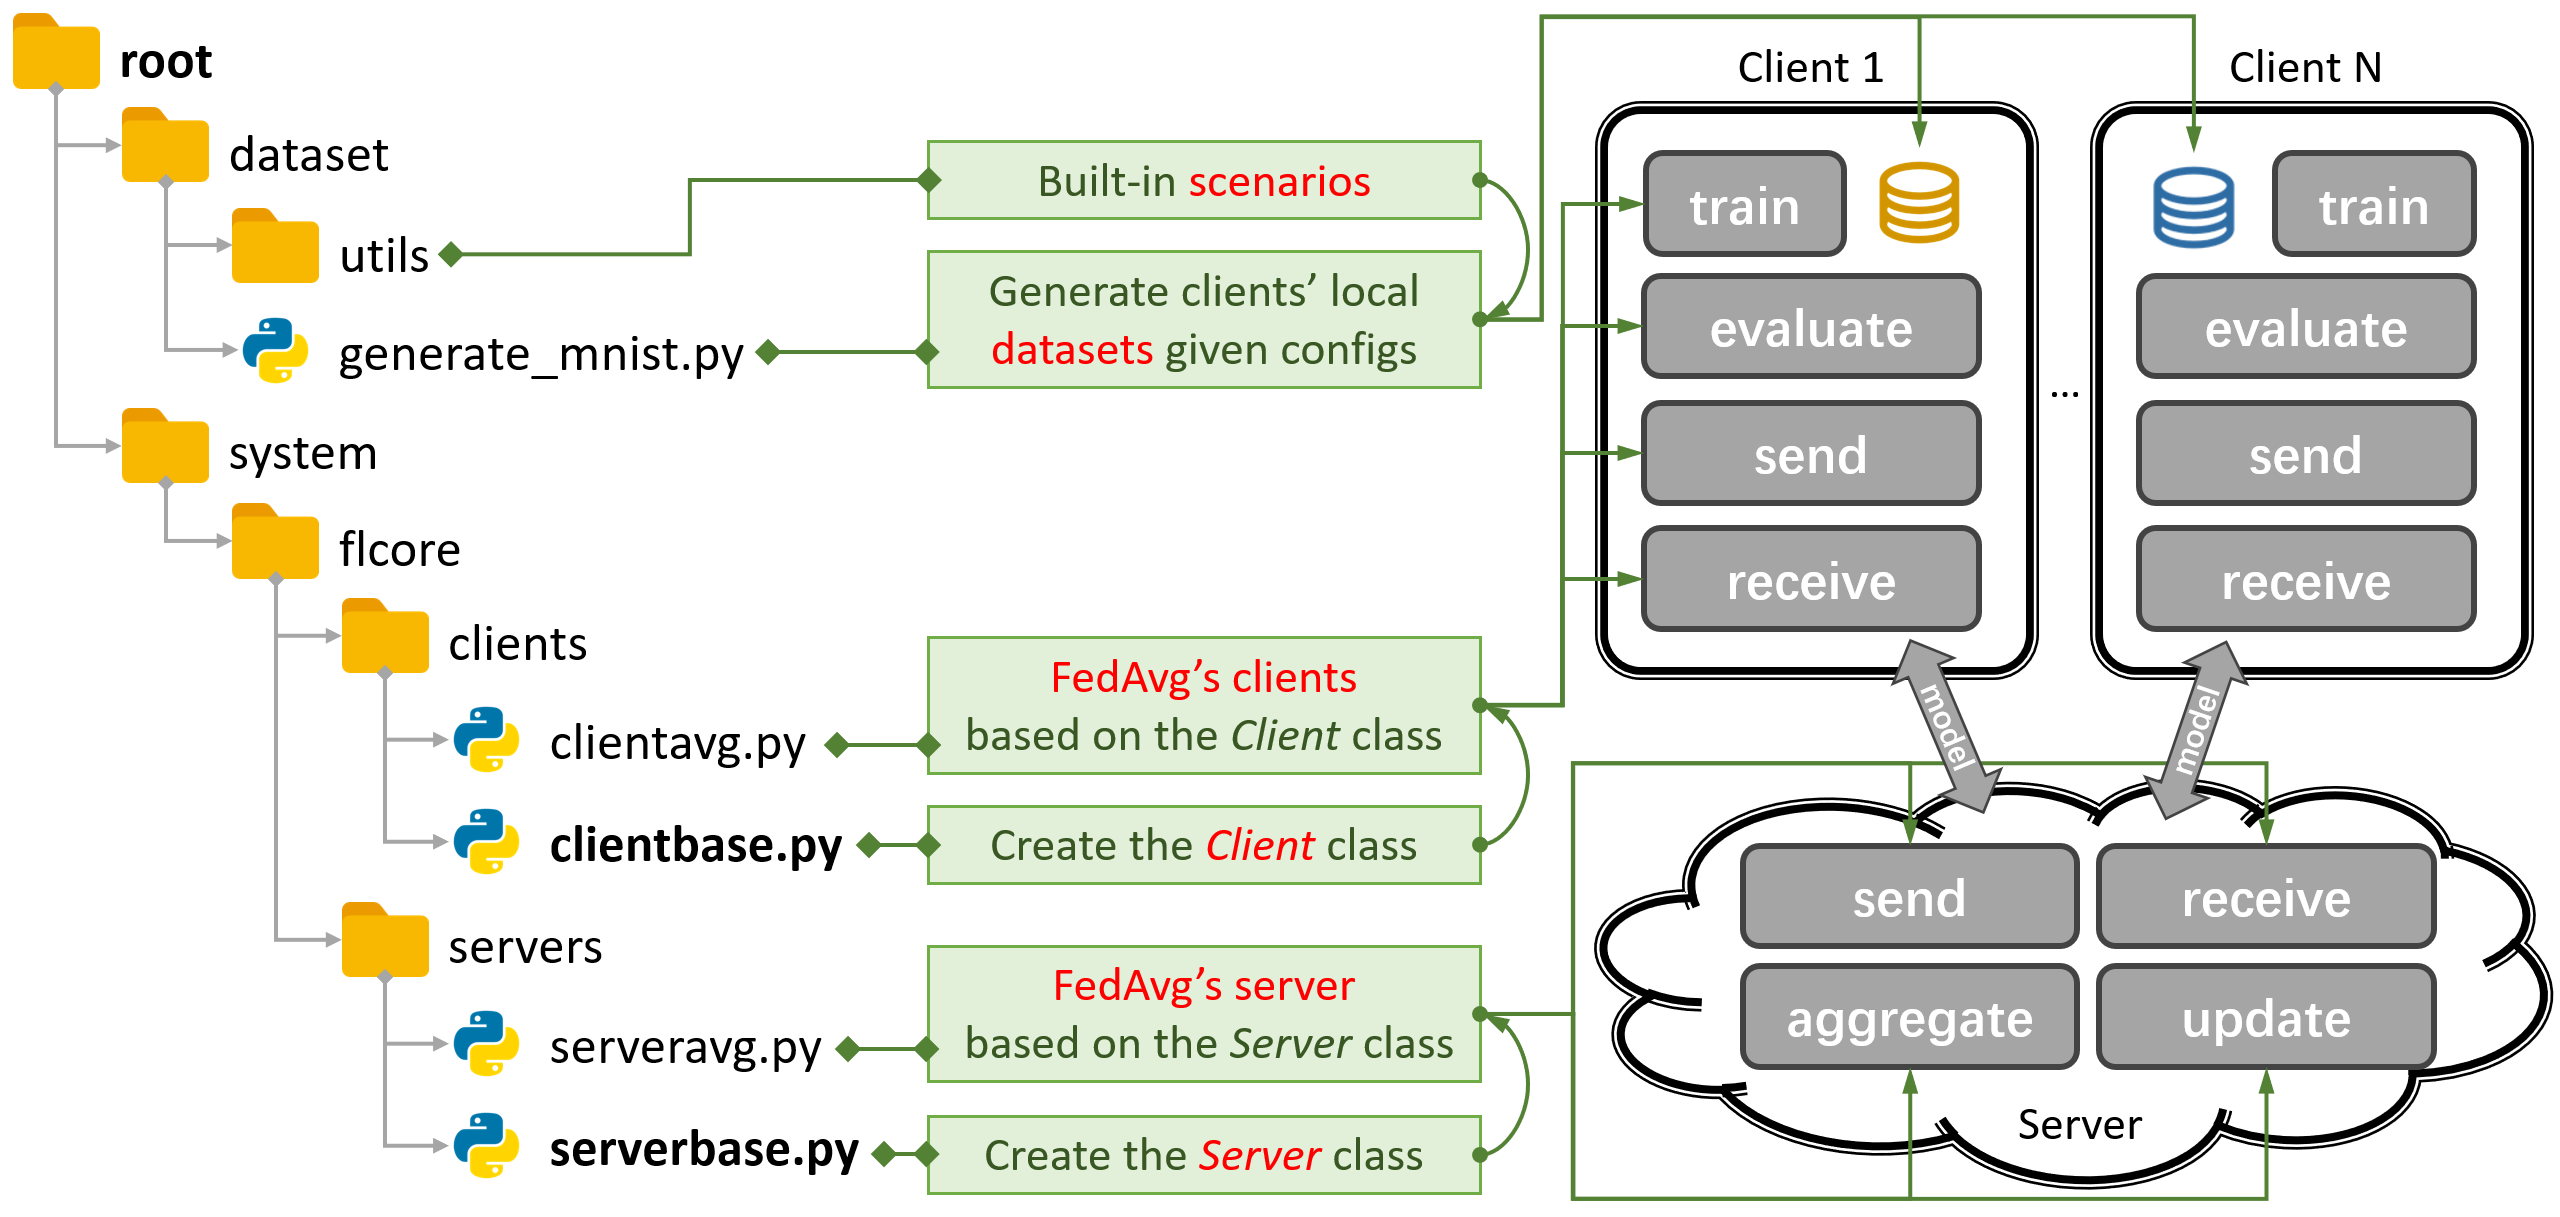 root
dataset
utils
generate_mnist.py
system
flcore
clients
clientavg.py
clientbase.py
servers
serveravg.py
serverbase.py
Built-in scenarios
Generate clients’ local
datasets given configs
FedAvg’s clients
based on the Client class
Create the Client class
FedAvg’s server
based on the Server class
Create the Server class
Client 1
train
evaluate
send
receive
...
Client N
train
evaluate
send
receive
model
model
send
receive
aggregate
update
Server